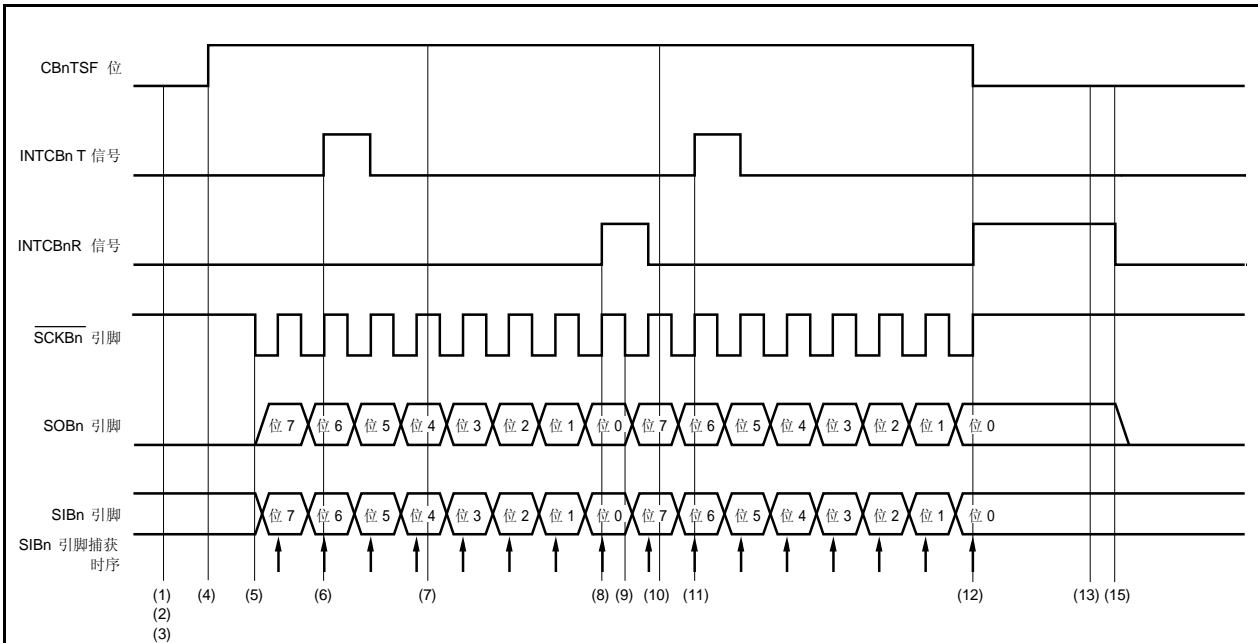 CBnTSF 位
INTCBn T 信号
INTCBnR 信号
SCKBn 引脚
SOBn 引脚
位 7 位 6 位 5 位 4 位 3 位 2 位 1 位 0 位 7 位 6 位 5 位 4 位 3 位 2 位 1 位 0
SIBn 引脚
位 7 位 6 位 5 位 4 位 3 位 2 位 1 位 0 位 7 位 6 位 5 位 4 位 3 位 2 位 1 位 0
SIBn 引脚捕获
时序
(1) (4) (5) (6) (7) (8) (9) (10) (11) (12) (13) (15)
(2)
(3)